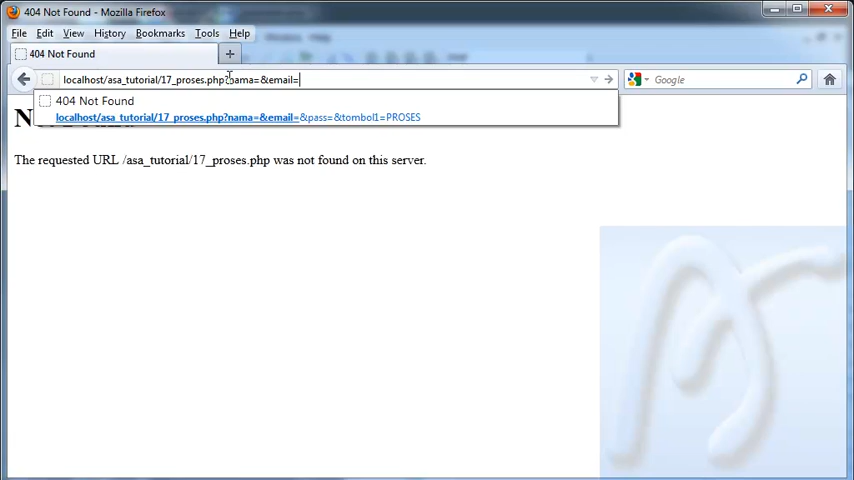 404 Not Found - Mozilla Firefox
File Edit View History Bookmarks Tools Help
404 Not Found
localhost/asa_tutorial/17_proses.php?nama=&email=
Google
404 Not Found
localhost/asa_tutorial/17_proses.php?nama=&email=&pass=&tombol1=PROSES
The requested URL /asa_tutorial/17_proses.php was not found on this server.